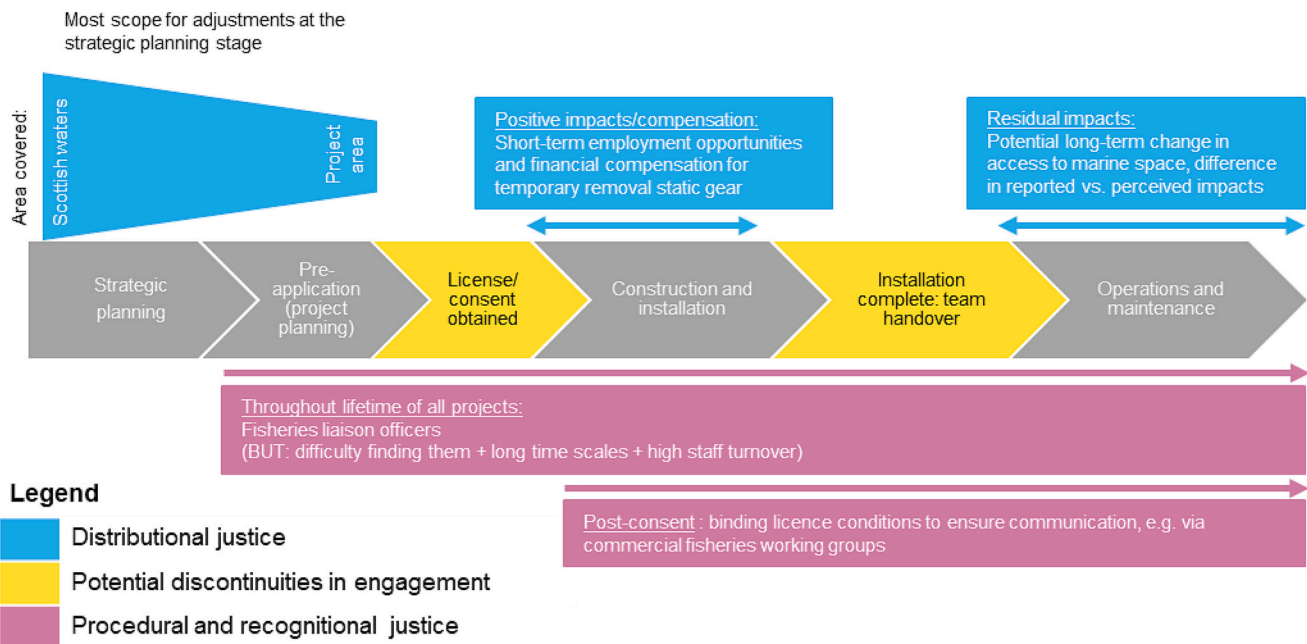 Most scope for adjustments at the
strategic planning stage
Area covered:
Scottish waters
Project
area
Positive impacts/compensation:
Short-term employment opportunities
and financial compensation for
temporary removal static gear
Residual impacts:
Potential long-term change in
access to marine space, difference
in reported vs. perceived impacts
Strategic
planning
Pre-
application
(project
planning)
License/
consent
obtained
Construction and
installation
Installation
complete: team
handover
Operations and
maintenance
Throughout lifetime of all projects:
Fisheries liaison officers
(BUT: difficulty finding them + long time scales + high staff turnover)
Post-consent : binding licence conditions to ensure communication, e.g. via
commercial fisheries working groups
Legend
Distributional justice
Potential discontinuities in engagement
Procedural and recognitional justice